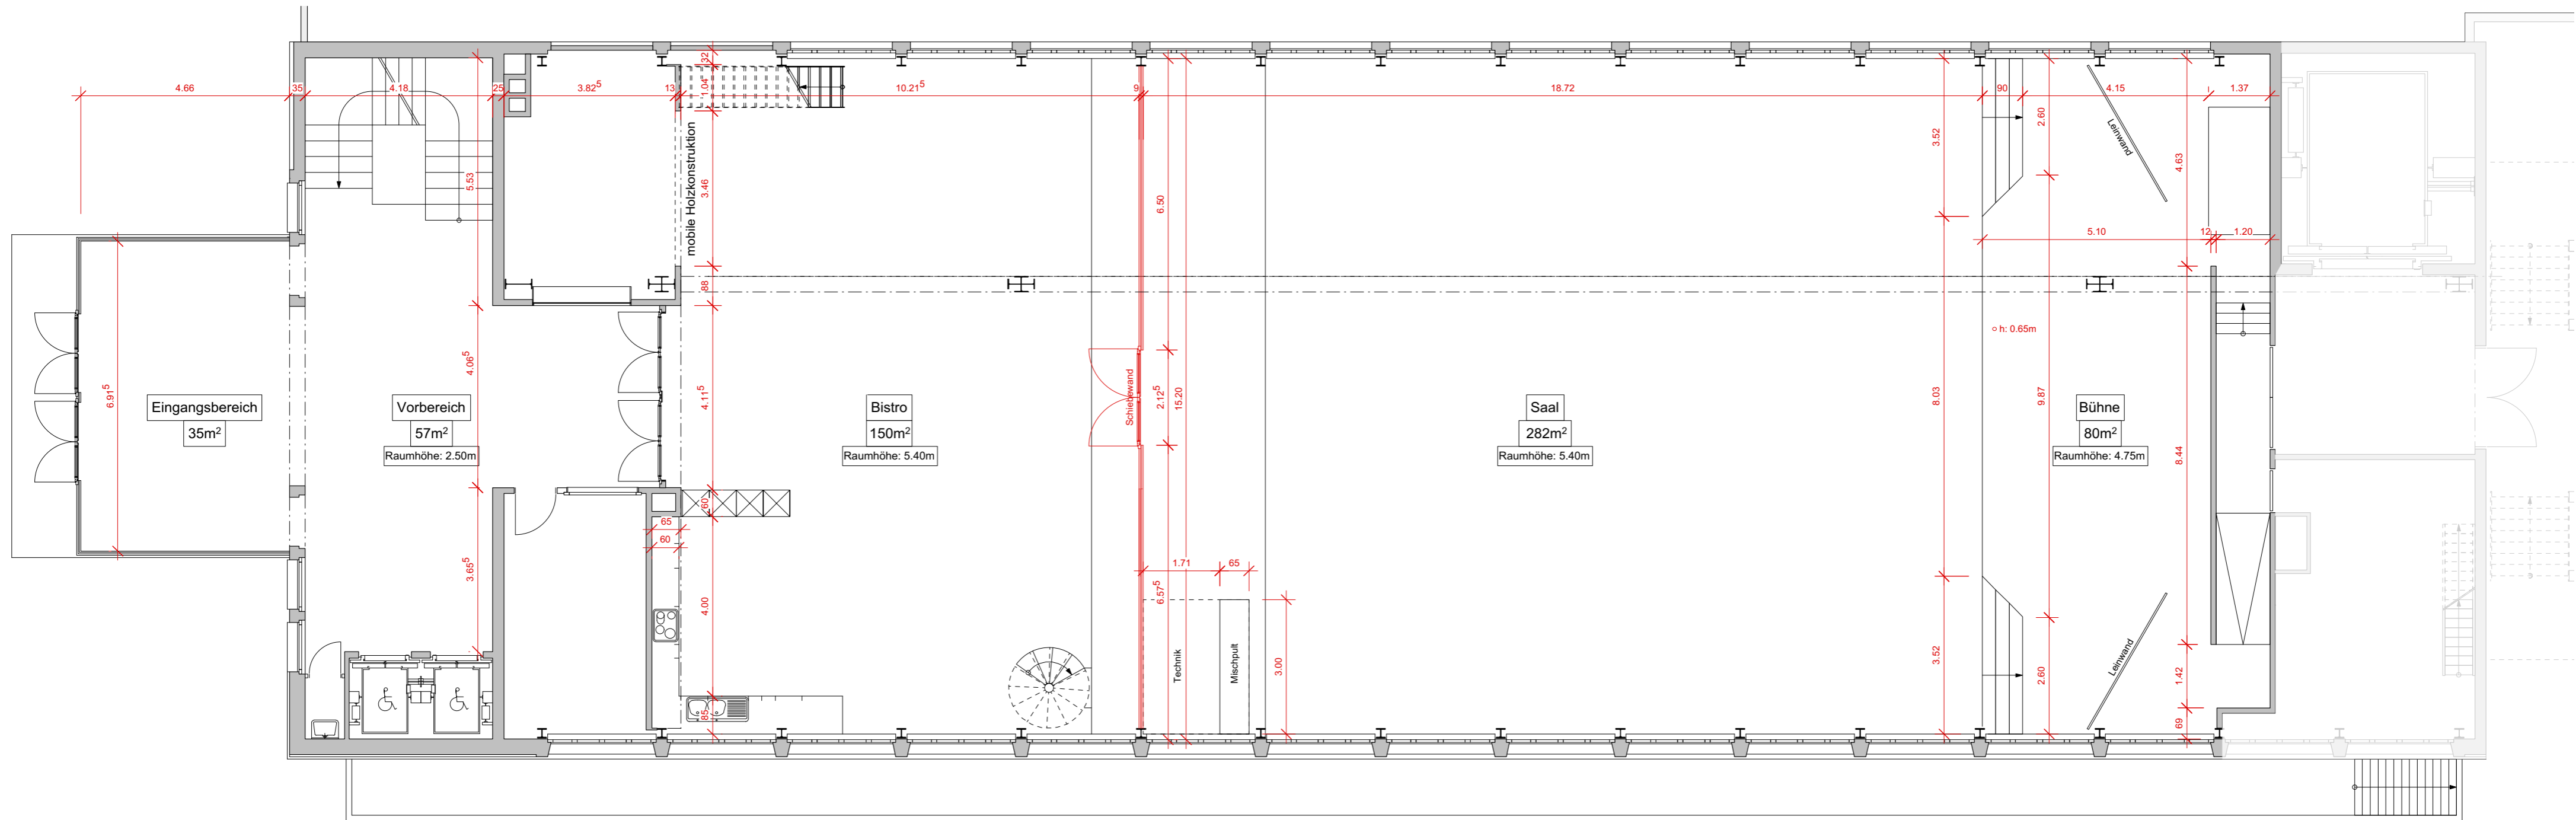 4.66
35
4.18
25
3.82⁵
13
10.21⁵
9
18.72
90
4.15
1.37
32
1.04
mobile Holzkonstruktion
3.46
88
5.53
4.06⁵
3.65⁵
6.91⁵
Eingangsbereich
35m²
Vorbereich
57m²
Raumhöhe: 2.50m
4.11⁵
60
65
60
4.00
85
Bistro
150m²
Raumhöhe: 5.40m
Schiebewand
6.50
2.12⁵
15.20
6.57⁵
1.71
65
Technik
Mischpult
3.00
Saal
282m²
Raumhöhe: 5.40m
3.52
8.03
3.52
2.60
9.87
2.60
Leinwand
Leinwand
h: 0.65m
Bühne
80m²
Raumhöhe: 4.75m
5.10
12
1.20
4.63
8.44
1.42
69